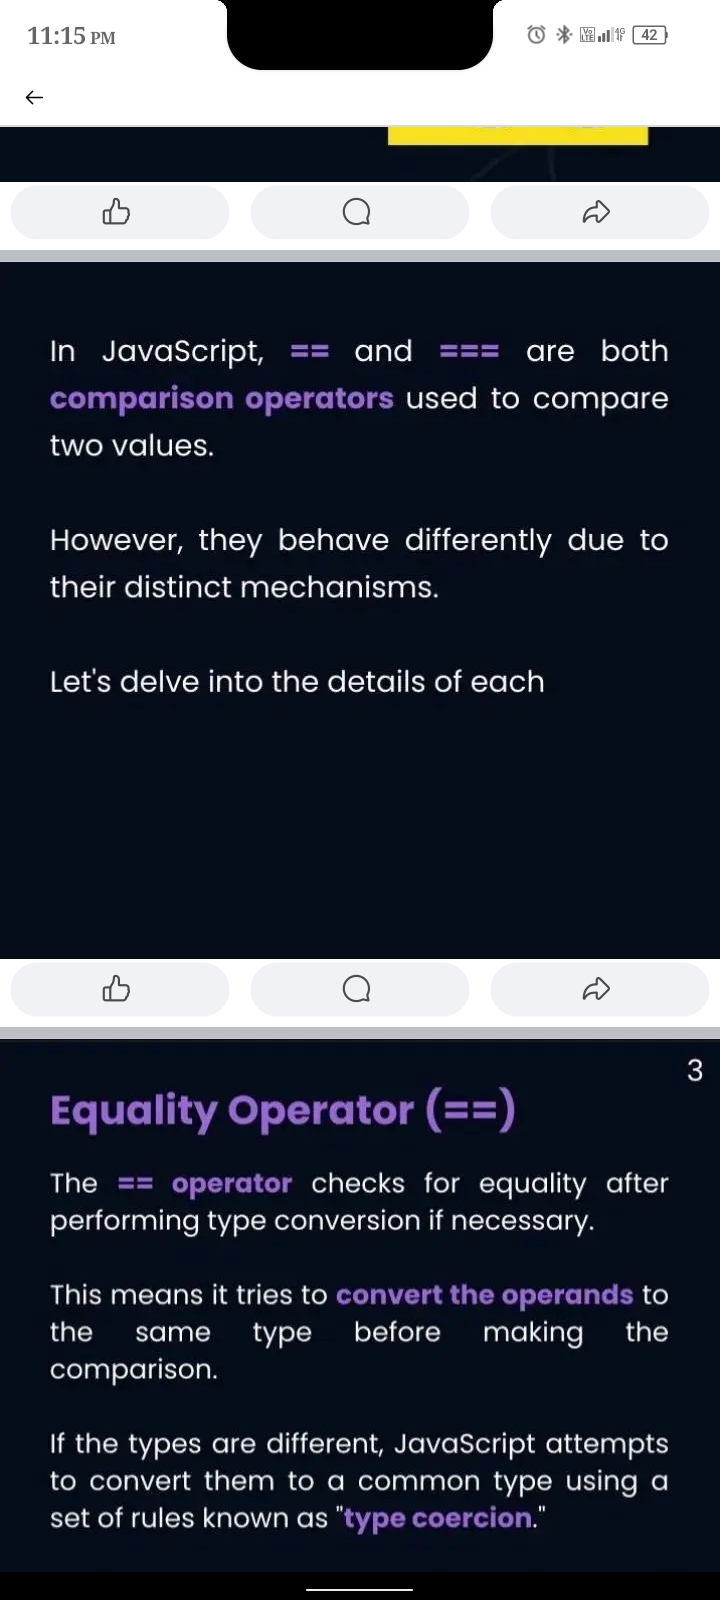 11:15 PM
Vo LTE 4G 42
In JavaScript, == and === are both
comparison operators used to compare
two values.
However, they behave differently due to
their distinct mechanisms.
Let's delve into the details of each
3
Equality Operator (==)
The == operator checks for equality after
performing type conversion if necessary.
This means it tries to convert the operands to
the same type before making the
comparison.
If the types are different, JavaScript attempts
to convert them to a common type using a
set of rules known as "type coercion."